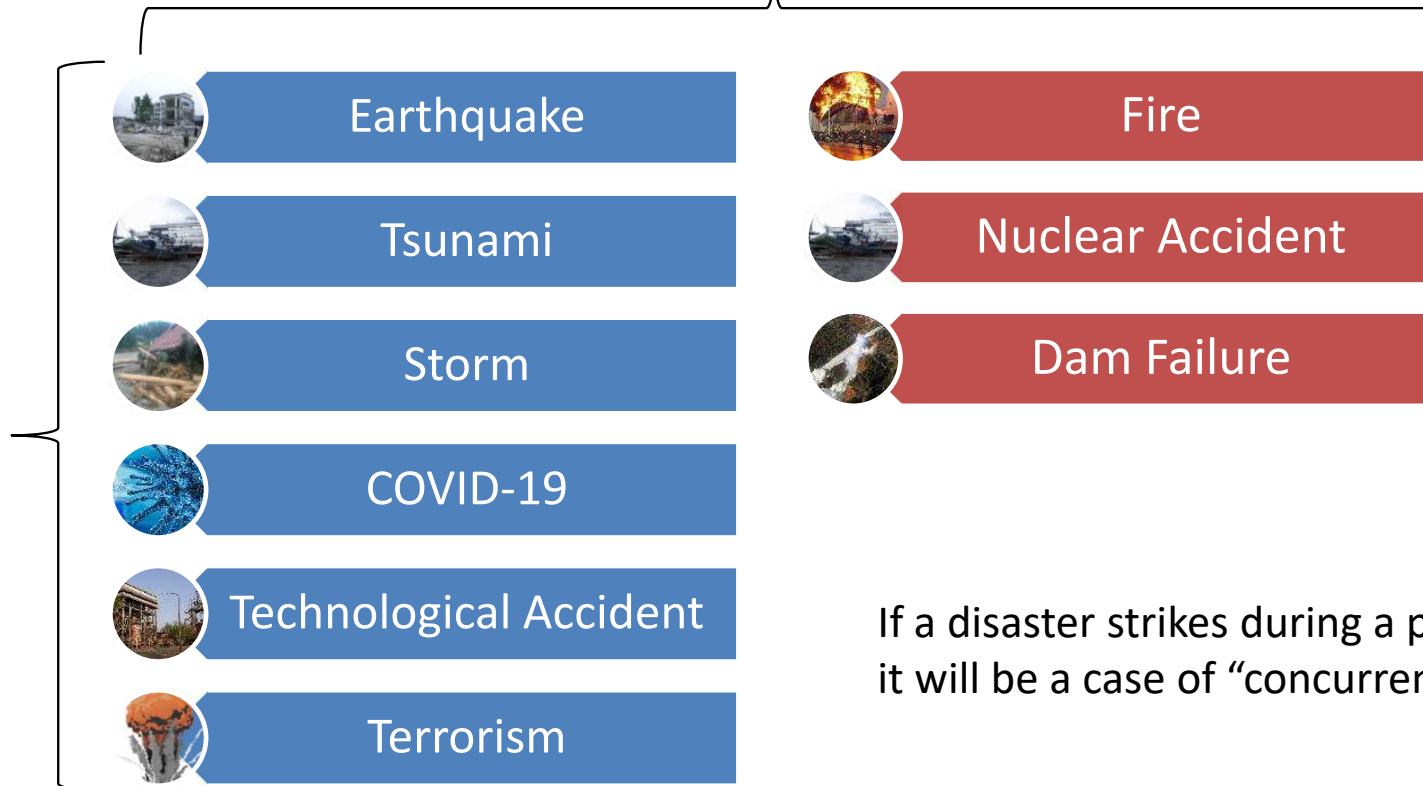 Earthquake
Tsunami
Storm
COVID-19
Technological Accident
Terrorism
Fire
Nuclear Accident
Dam Failure
If a disaster strikes during a
it will be a case of “